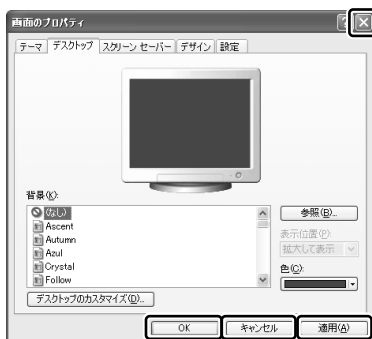 画面のプロパティ
テーマ デスクトップ スクリーン セーバー デザイン 設定
背景(K):
(なし)
Ascent
Autumn
Azul
Crystal
Follow
参照(B)...
表示位置(P):
拡大して表示
色(C):
デスクトップのカスタマイズ(D)...
OK キャンセル 適用(A)